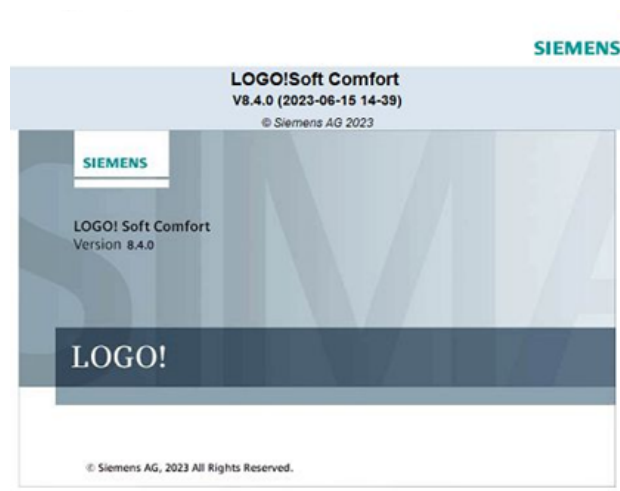 SIEMENS
LOGO!Soft Comfort
V8.4.0 (2023-06-15 14-39)
© Siemens AG 2023
SIEMENS
LOGO! Soft Comfort
Version 8.4.0
SIMA
LOGO!
© Siemens AG, 2023 All Rights Reserved.